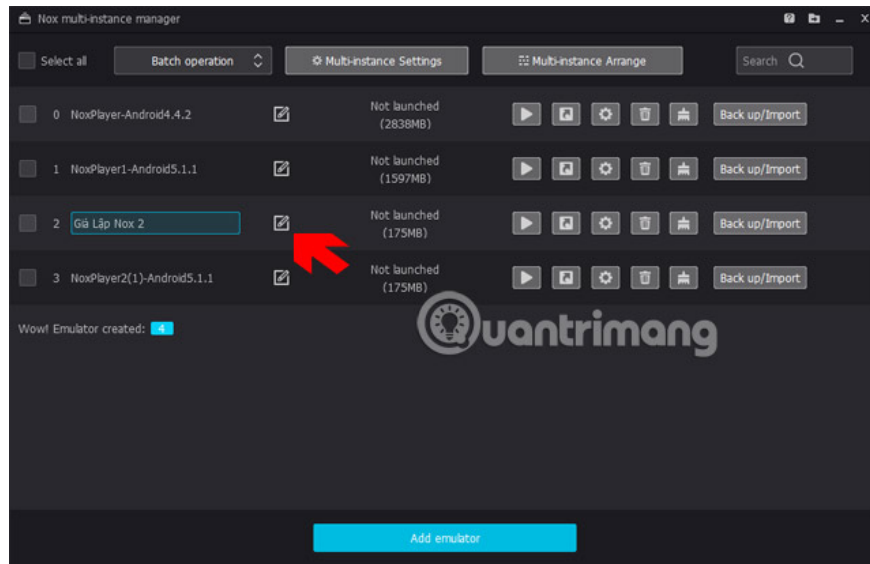 Nox multi-instance manager
Select all Batch operation Multi-instance Settings Multi-instance Arrange Search
0 NoxPlayer-Android4.4.2 Not launched Back up/Import
(2838MB)
1 NoxPlayer1-Android5.1.1 Not launched Back up/Import
(1597MB)
2 Giả Lập Nox 2 Not launched Back up/Import
(175MB)
3 NoxPlayer2(1)-Android5.1.1 Not launched Back up/Import
(175MB)
Wow! Emulator created: 4
Quantrimang
Add emulator